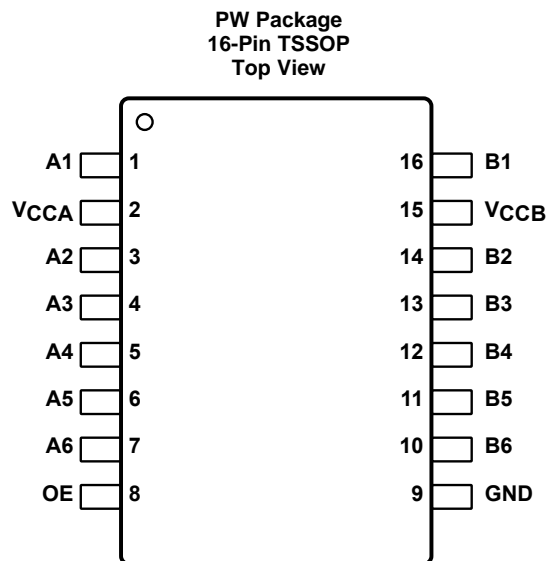 PW Package
16-Pin TSSOP
Top View
A1 1 16 B1
VCCA 2 15 VCCB
A2 3 14 B2
A3 4 13 B3
A4 5 12 B4
A5 6 11 B5
A6 7 10 B6
OE 8 9 GND